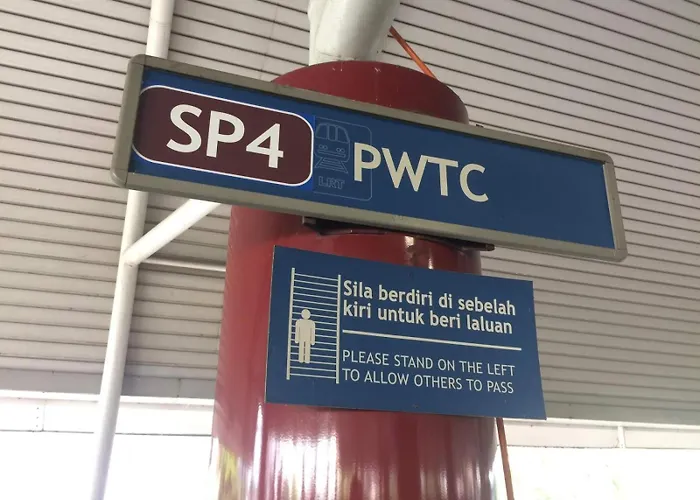 SP4
LRT
PWTC
Sila berdiri di sebelah
kiri untuk beri laluan
PLEASE STAND ON THE LEFT
TO ALLOW OTHERS TO PASS